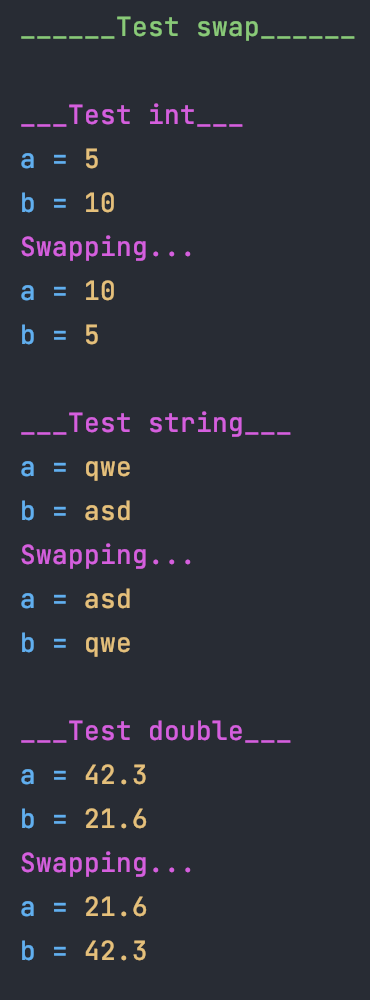 ______Test swap______
___Test int___
a = 5
b = 10
Swapping...
a = 10
b = 5
___Test string___
a = qwe
b = asd
Swapping...
a = asd
b = qwe
___Test double___
a = 42.3
b = 21.6
Swapping...
a = 21.6
b = 42.3